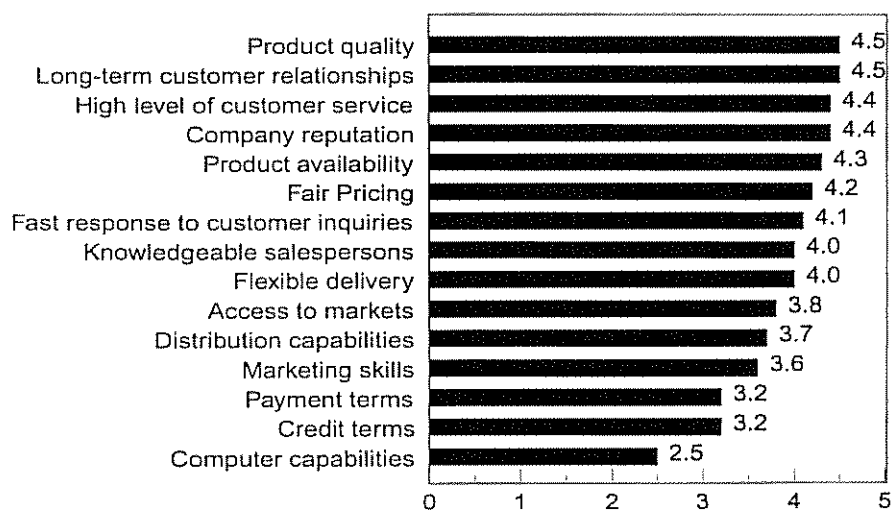 Product quality 4.5
Long-term customer relationships 4.5
High level of customer service 4.4
Company reputation 4.4
Product availability 4.3
Fair Pricing 4.2
Fast response to customer inquiries 4.1
Knowledgeable salespersons 4.0
Flexible delivery 4.0
Access to markets 3.8
Distribution capabilities 3.7
Marketing skills 3.6
Payment terms 3.2
Credit terms 3.2
Computer capabilities 2.5
0 1 2 3 4 5